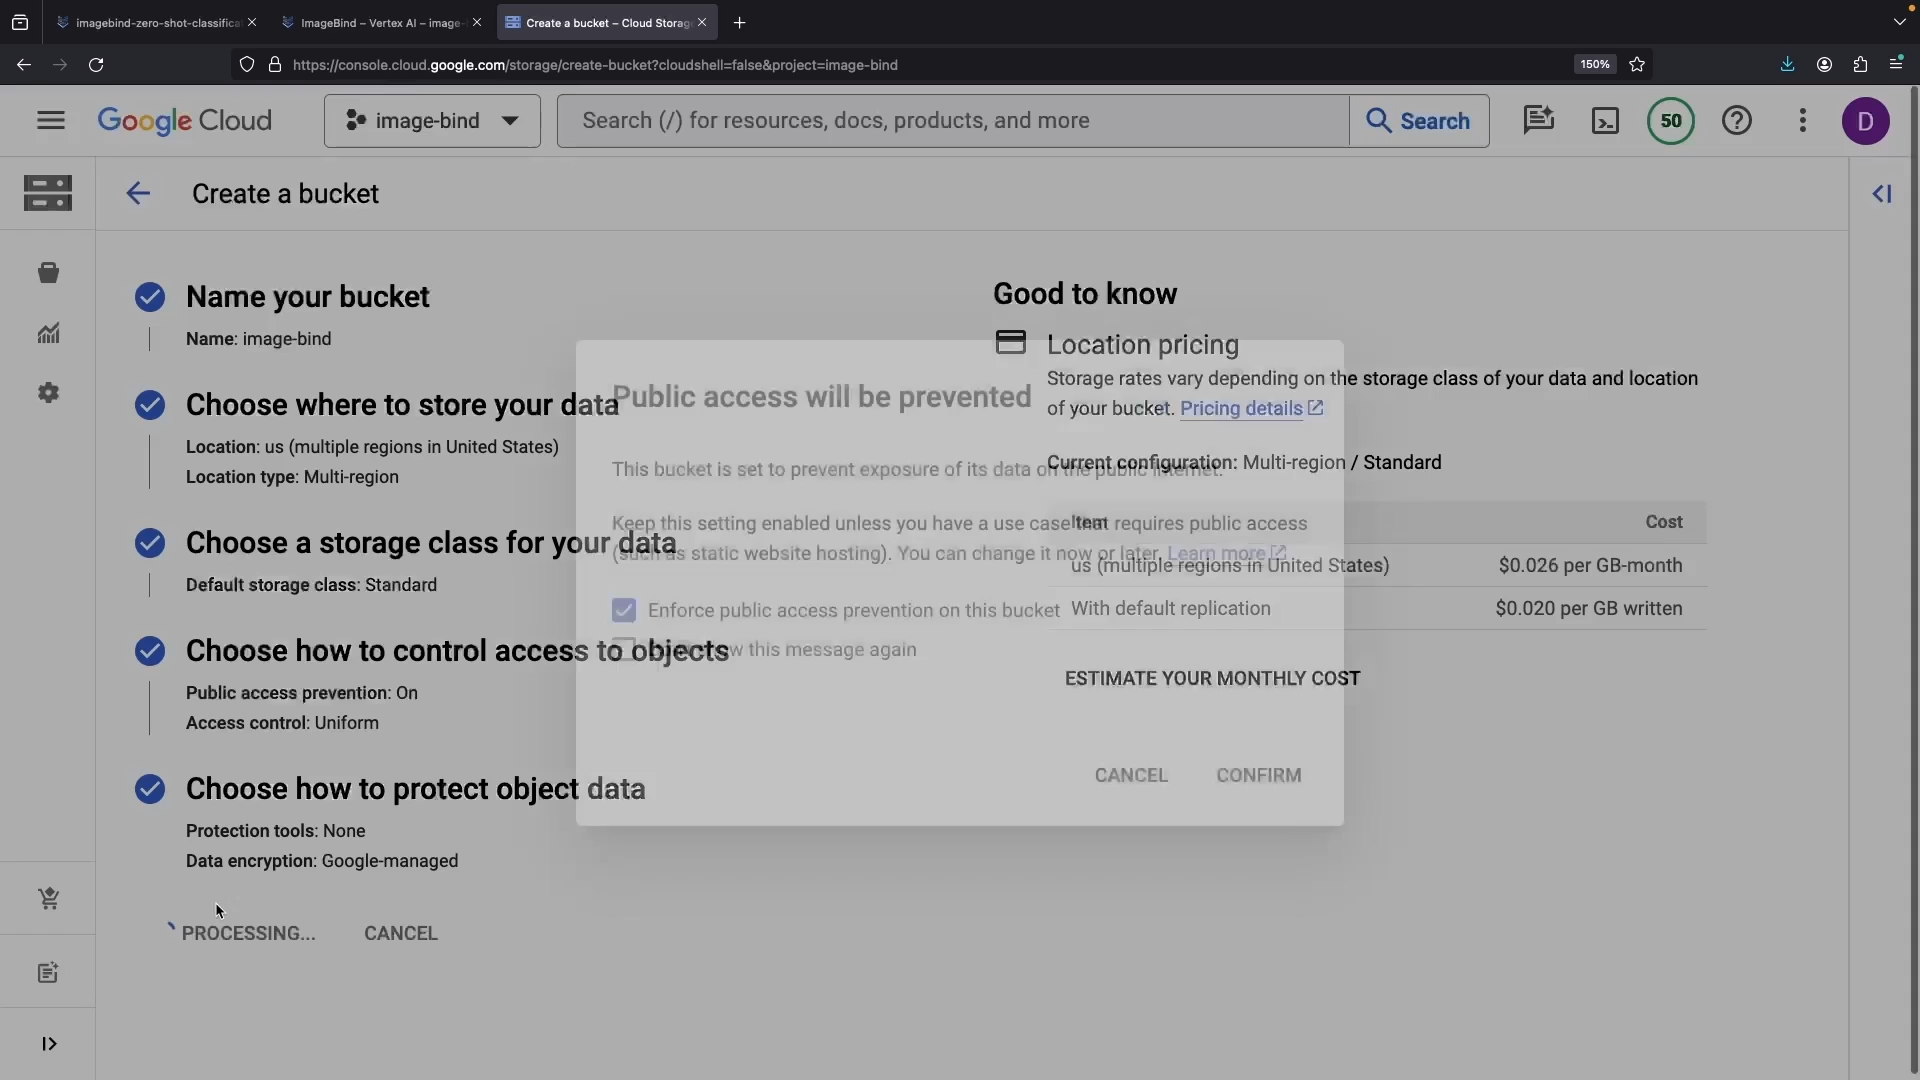 imagebind-zero-shot-classifica
ImageBind – Vertex AI – image-
Create a bucket – Cloud Storag
https://console.cloud.google.com/storage/create-bucket?cloudshell=false&project=image-bind
150%
Google Cloud
image-bind
Search (/) for resources, docs, products, and more
Search
50
D
Create a bucket
Name your bucket
Name: image-bind
Choose where to store your data
Location: us (multiple regions in United States)
Location type: Multi-region
Choose a storage class for your data
Default storage class: Standard
Choose how to control access to objects
Public access prevention: On
Access control: Uniform
Choose how to protect object data
Protection tools: None
Data encryption: Google-managed
PROCESSING...
CANCEL
Public access will be prevented
This bucket is set to prevent exposure of its data on the public internet.
Keep this setting enabled unless you have a use case that requires public access
(such as static website hosting). You can change it now or later. Learn more
Enforce public access prevention on this bucket
this message again
CANCEL
CONFIRM
Good to know
Location pricing
Storage rates vary depending on the storage class of your data and location
of your bucket. Pricing details
Current configuration: Multi-region / Standard
Item
Cost
us (multiple regions in United States)
$0.026 per GB-month
With default replication
$0.020 per GB written
ESTIMATE YOUR MONTHLY COST